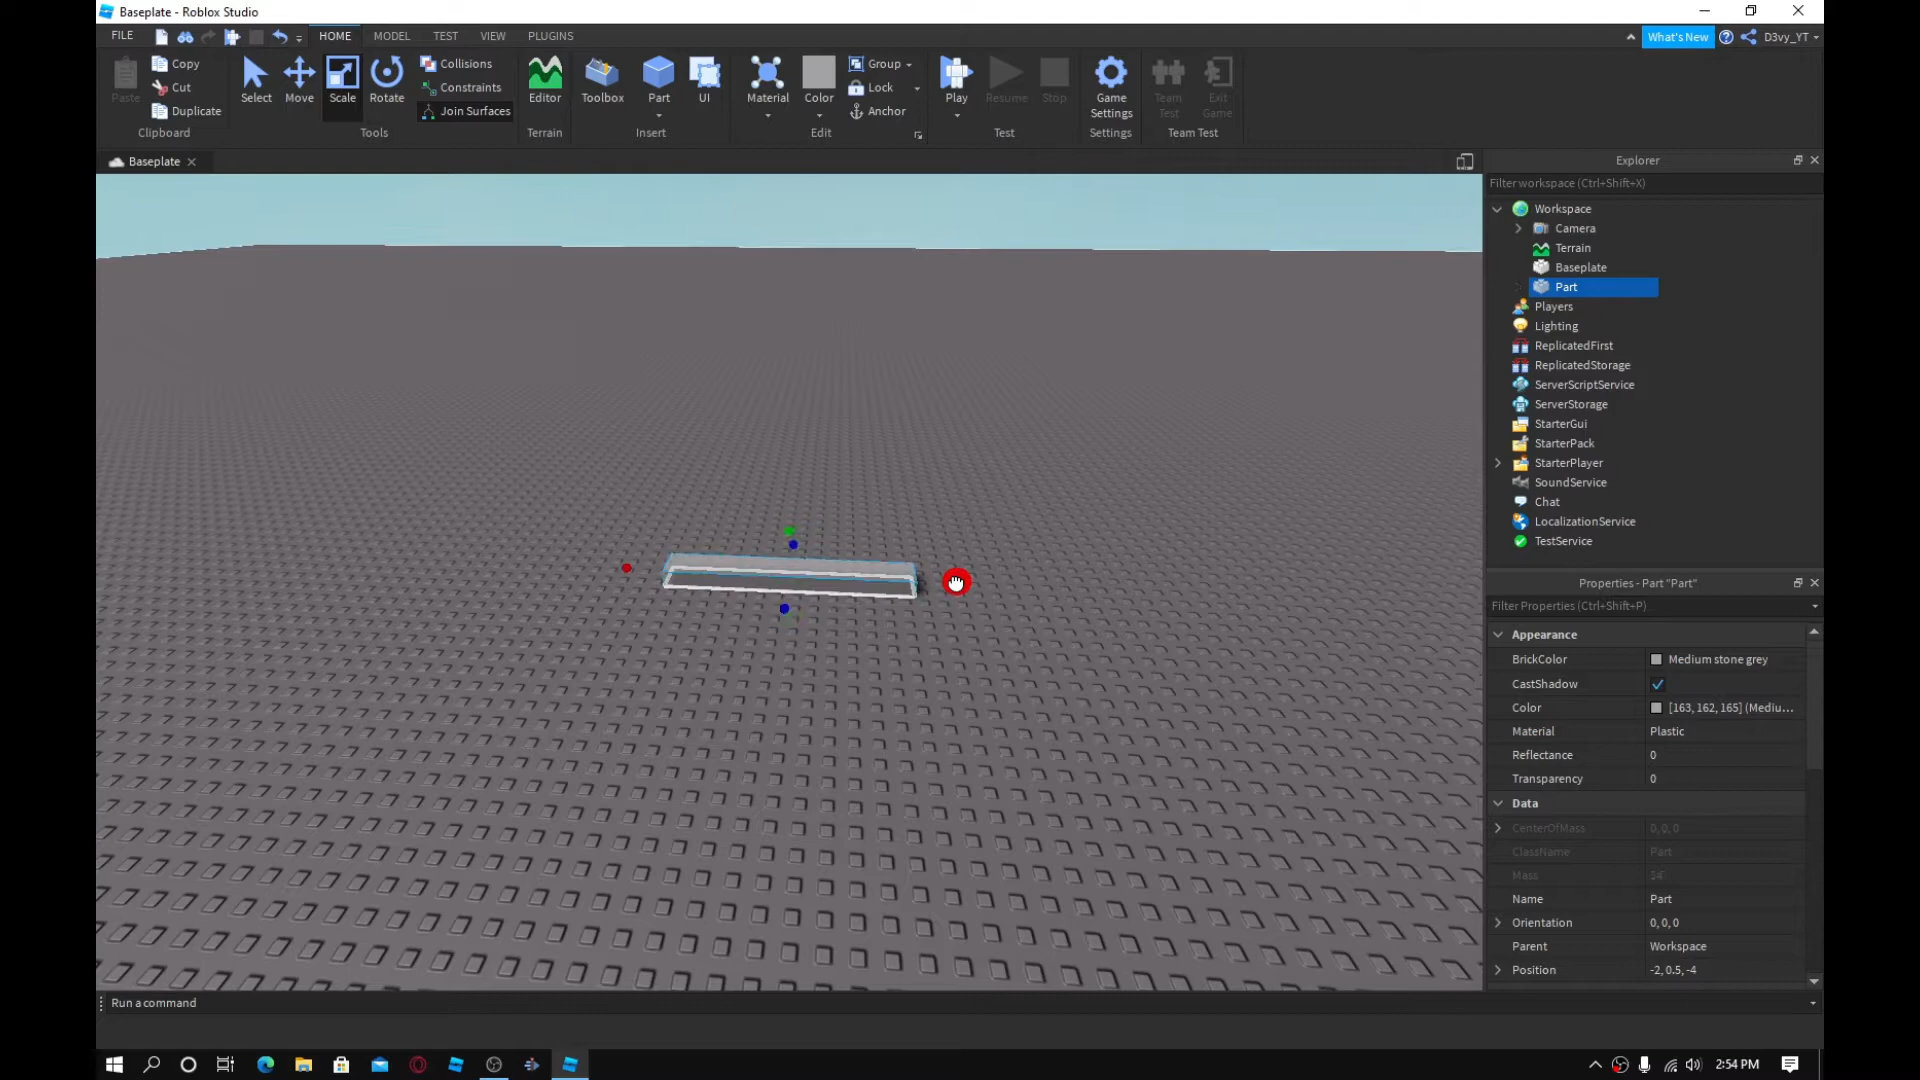 Baseplate - Roblox Studio
FILE HOME MODEL TEST VIEW PLUGINS What's New D3vy_YT
Paste Copy Cut Duplicate Select Move Scale Rotate Collisions Constraints Join Surfaces Editor Toolbox Part UI Material Color Group Lock Anchor Play Resume Stop Game Settings Team Test Exit Game
Clipboard Tools Terrain Insert Edit Test Settings Team Test
Baseplate
Explorer
Filter workspace (Ctrl+Shift+X)
Workspace
Camera
Terrain
Baseplate
Part
Players
Lighting
ReplicatedFirst
ReplicatedStorage
ServerScriptService
ServerStorage
StarterGui
StarterPack
StarterPlayer
SoundService
Chat
LocalizationService
TestService
Properties - Part "Part"
Filter Properties (Ctrl+Shift+P)
Appearance
BrickColor Medium stone grey
CastShadow
Color [163, 162, 165] (Mediu...
Material Plastic
Reflectance 0
Transparency 0
Data
CenterOfMass 0, 0, 0
ClassName Part
Mass
Name Part
Orientation 0, 0, 0
Parent Workspace
Position -2, 0.5, -4
Run a command
2:54 PM